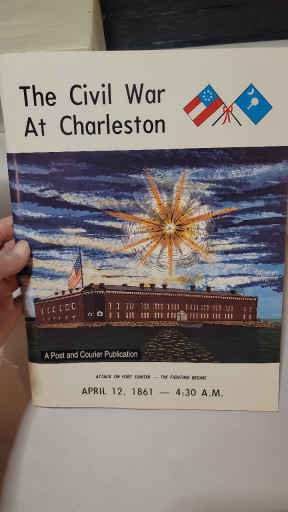 The Civil War
At Charleston
A Post and Courier Publication
ATTACK ON FORT SUMTER — THE FIGHTING BEGINS
APRIL 12, 1861 — 4:30 A.M.